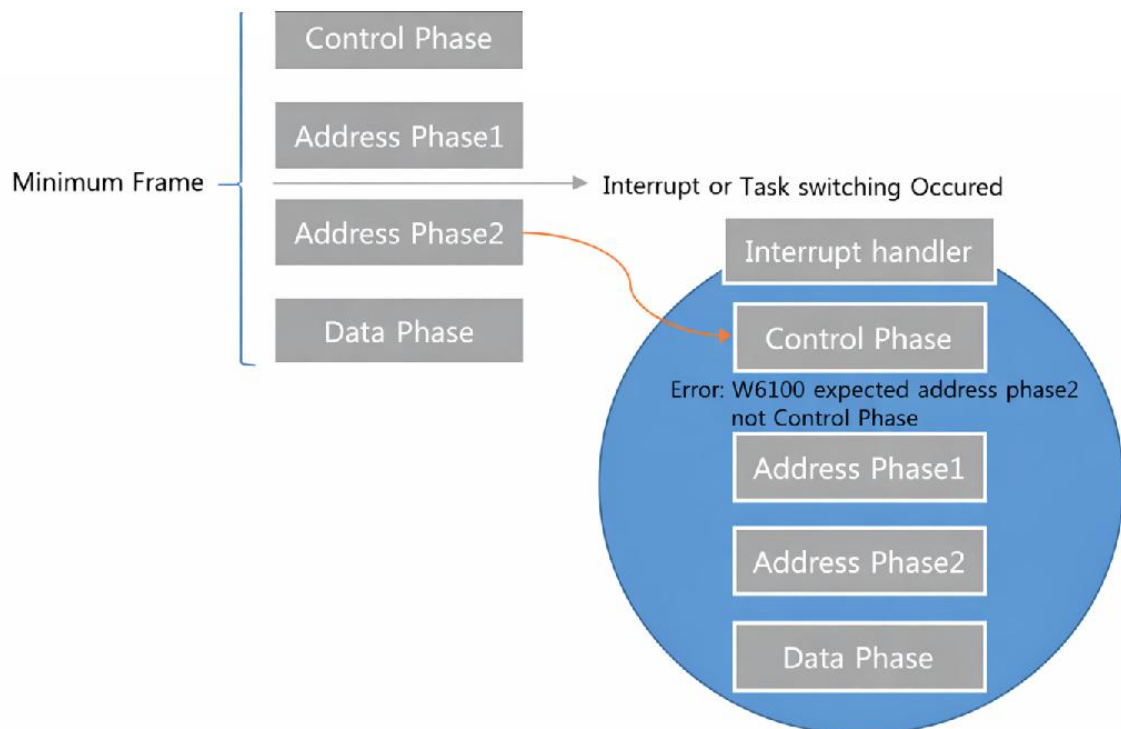 Control Phase
Address Phase1
Minimum Frame
Interrupt or Task switching Occured
Address Phase2
Interrupt handler
Data Phase
Control Phase
Error: W6100 expected address phase2
not Control Phase
Address Phase1
Address Phase2
Data Phase